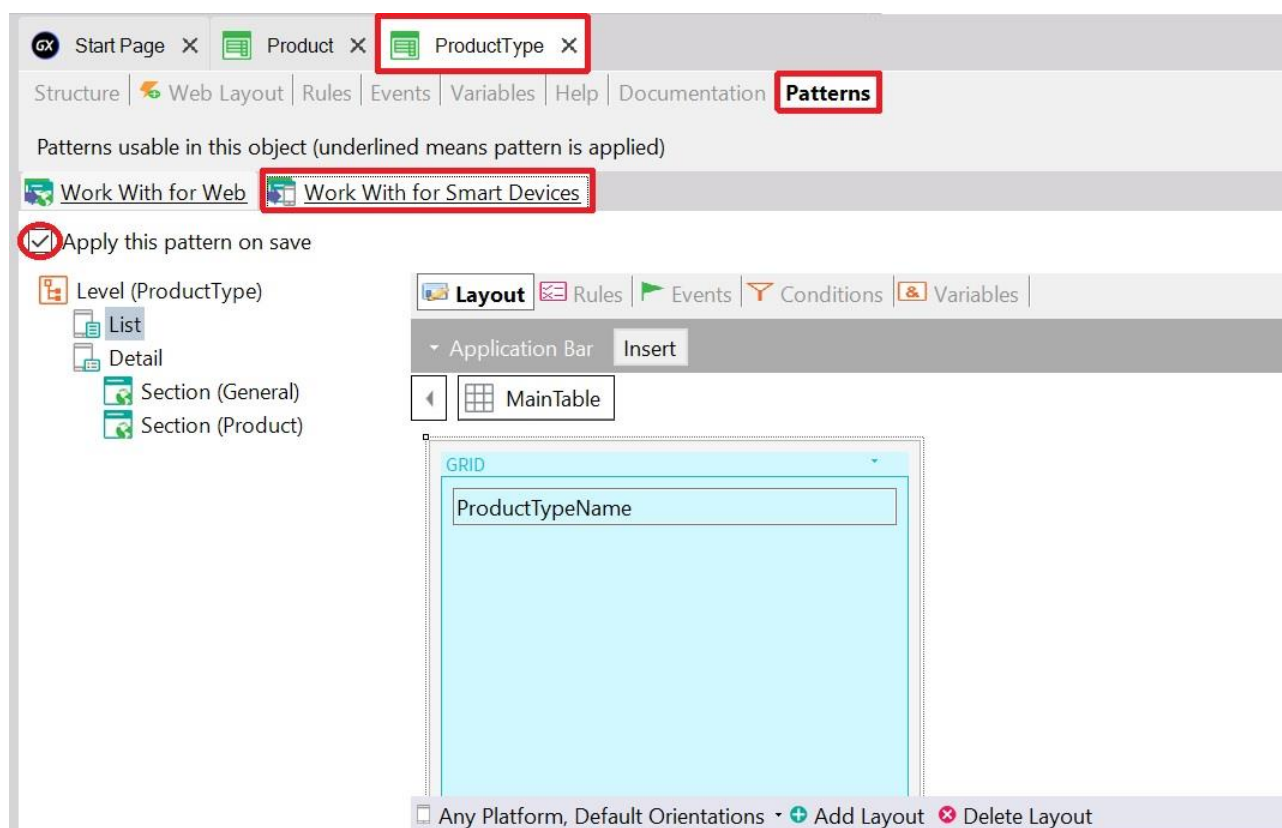 GX Start Page Product ProductType
Structure Web Layout Rules Events Variables Help Documentation Patterns
Patterns usable in this object (underlined means pattern is applied)
Work With for Web Work With for Smart Devices
Apply this pattern on save
Level (ProductType)
List
Detail
Section (General)
Section (Product)
Layout Rules Events Conditions & Variables
Application Bar Insert
MainTable
GRID
ProductTypeName
Any Platform, Default Orientations Add Layout Delete Layout